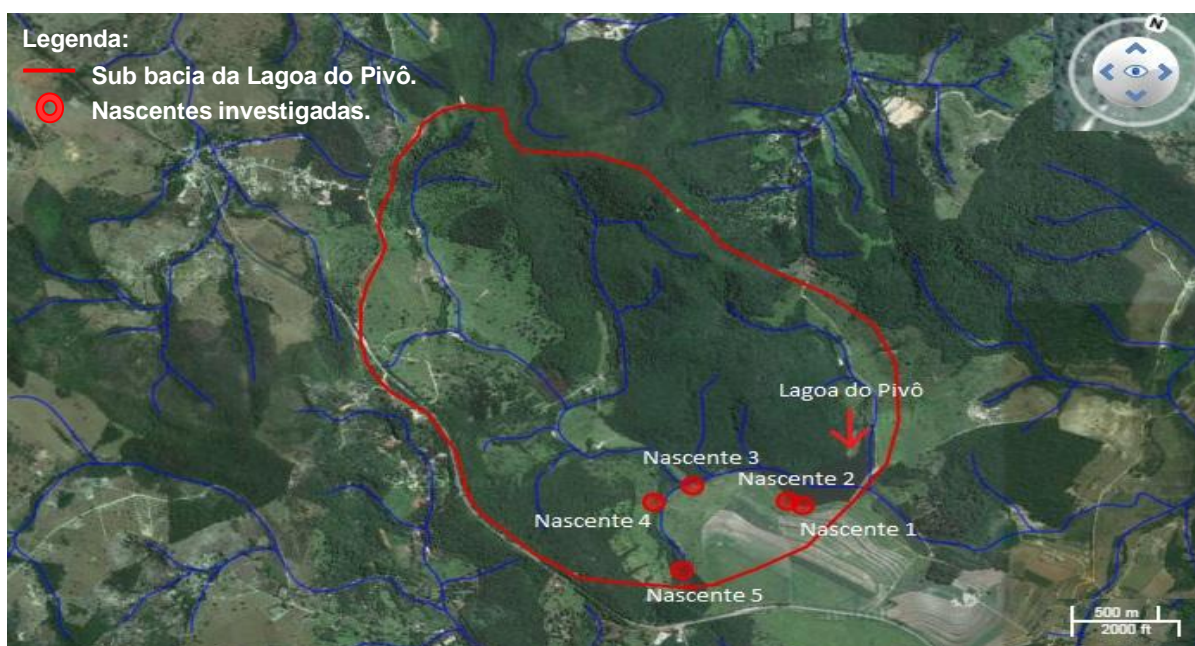 Legenda:
Sub bacia da Lagoa do Pivô.
Nascentes investigadas.
N
Lagoa do Pivô
Nascente 3
Nascente 2
Nascente 4
Nascente 1
Nascente 5
500 m
2000 ft